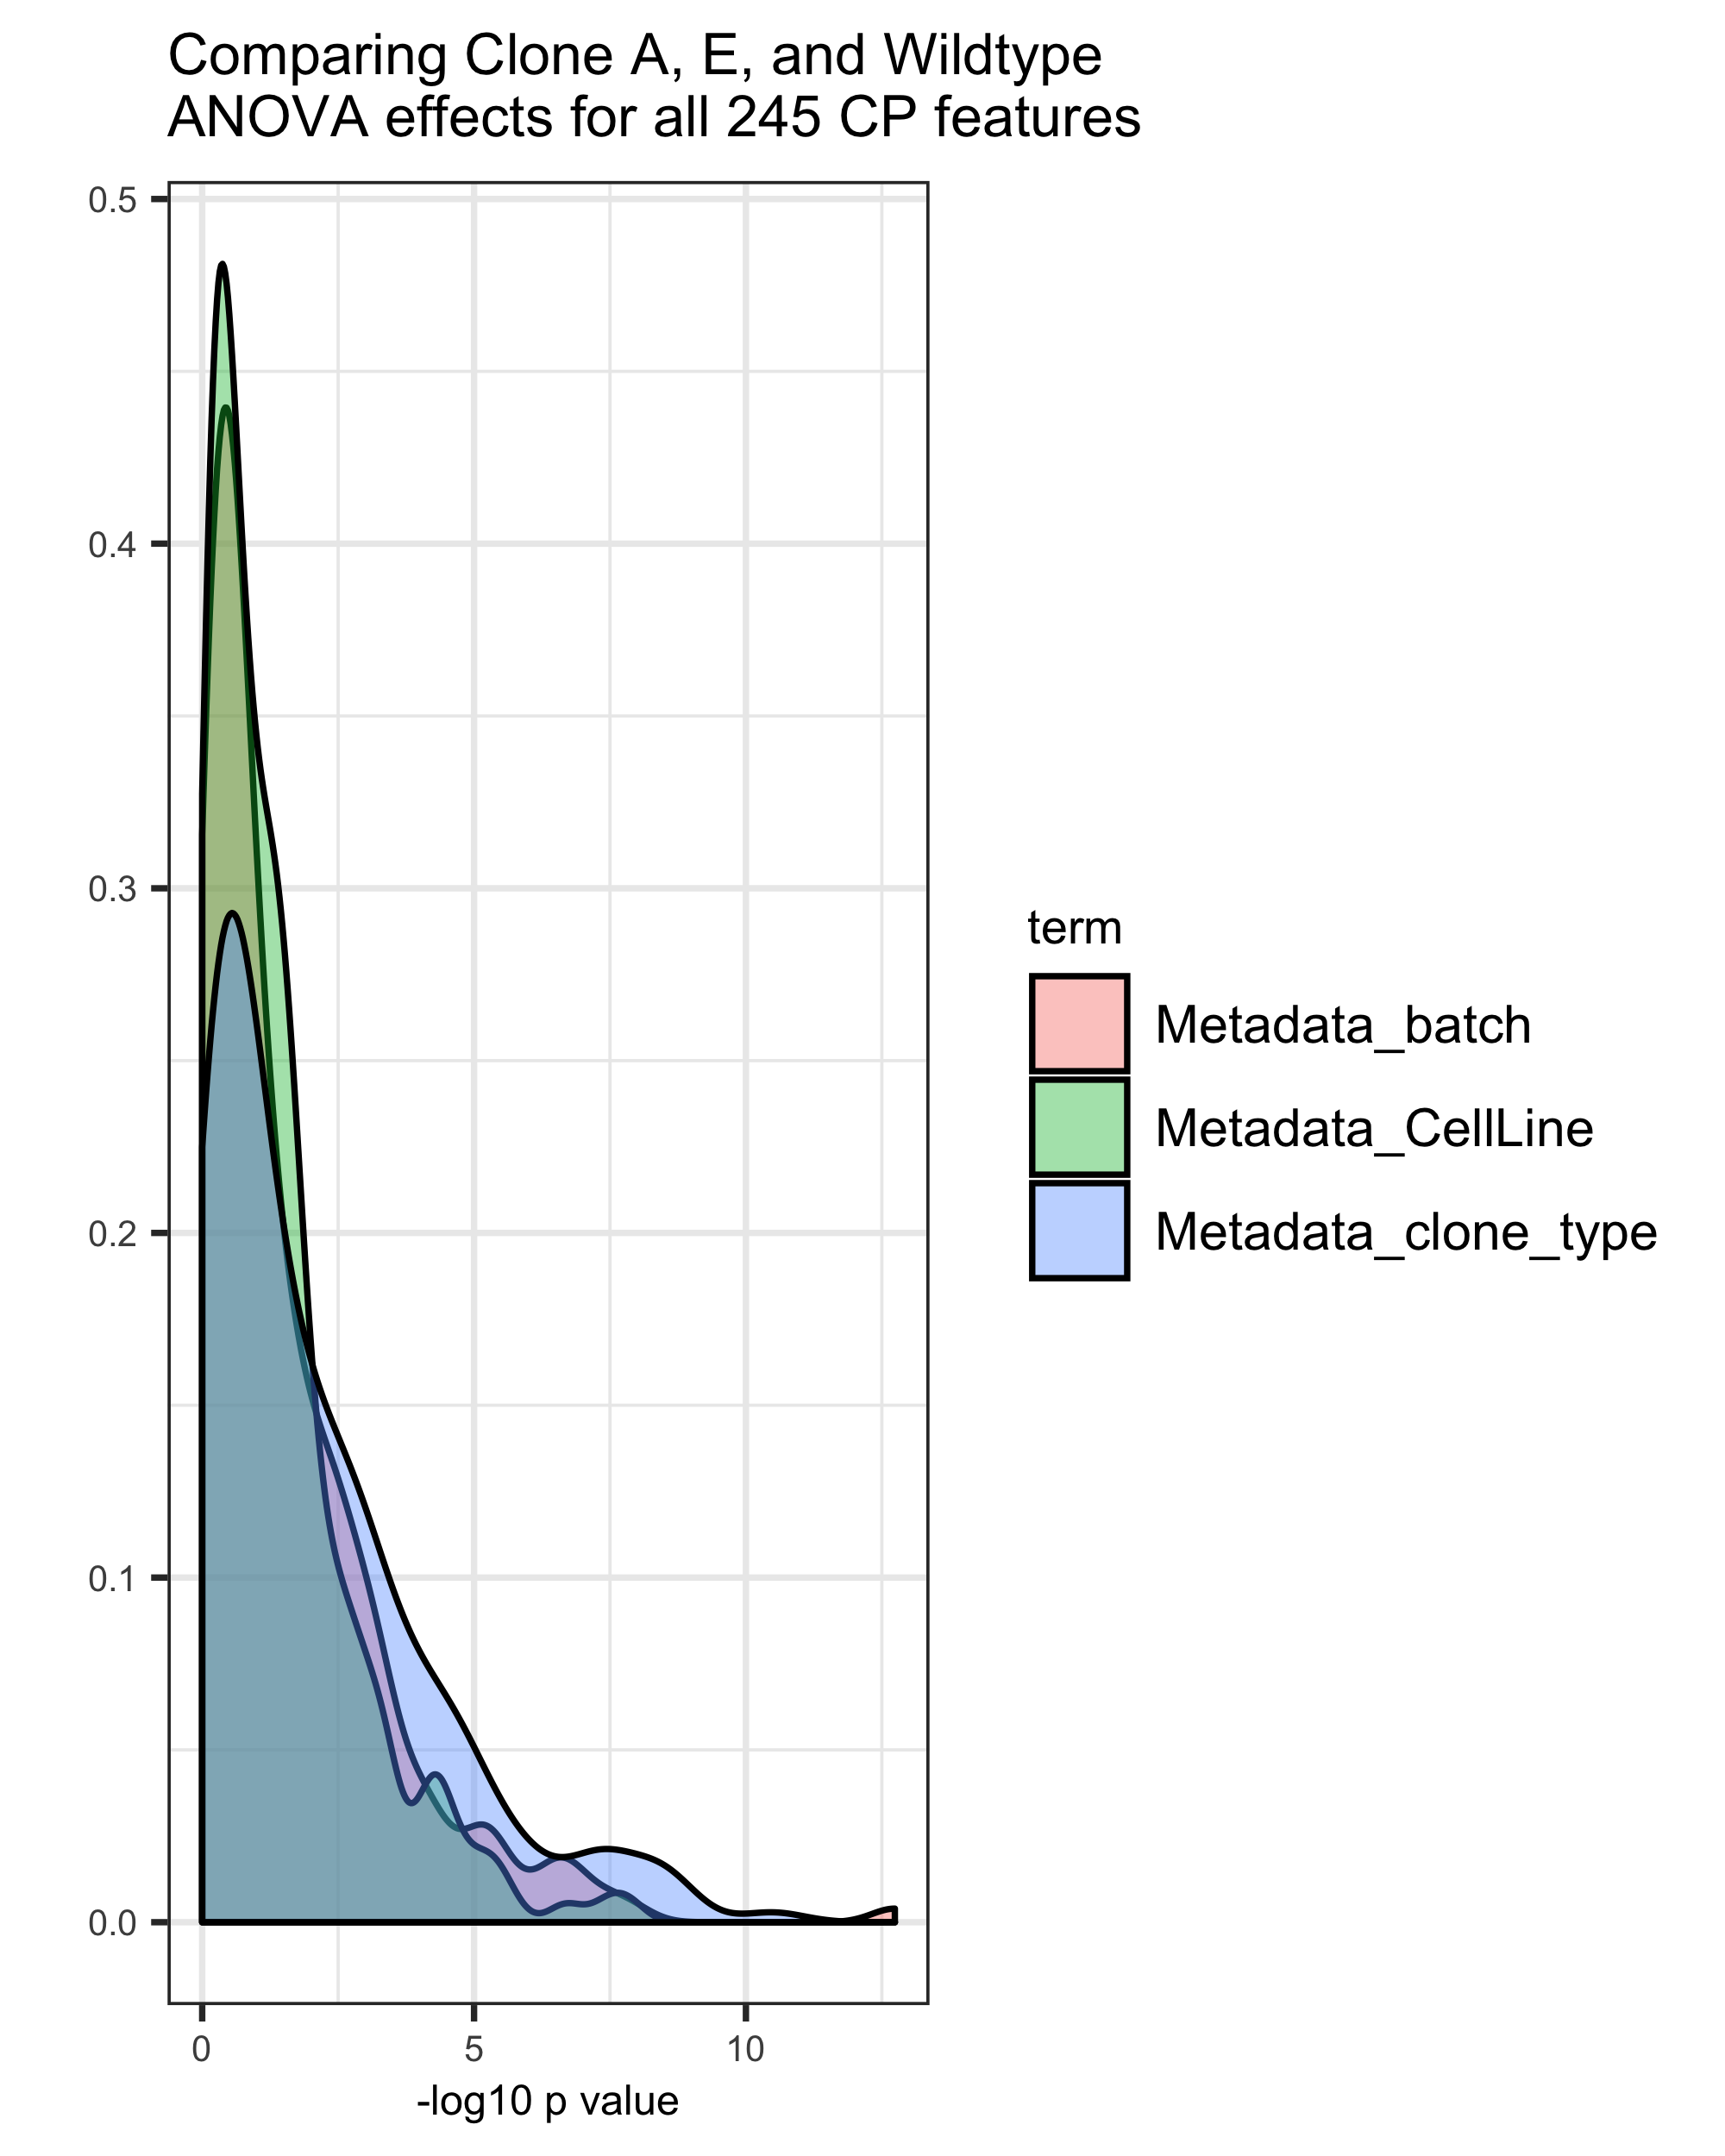 Comparing Clone A, E, and Wildtype
ANOVA effects for all 245 CP features
0.5
0.4
0.3
0.2
0.1
0.0
0 5 10
-log10 p value
term
Metadata_batch
Metadata_CellLine
Metadata_clone_type